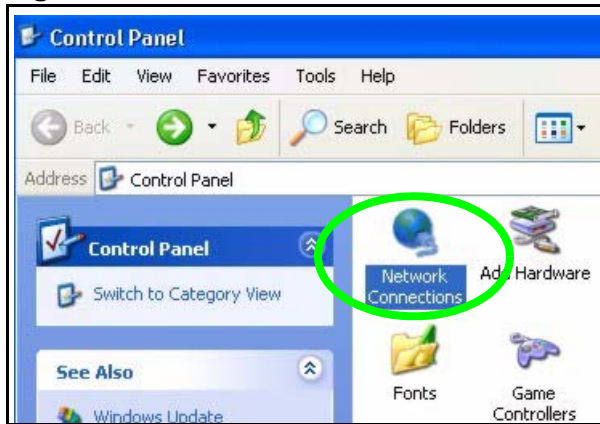 Control Panel
File Edit View Favorites Tools Help
Back Search Folders
Address Control Panel
Control Panel
Switch to Category View
See Also
Windows Update
Network Connections
Add Hardware
Fonts
Game Controllers